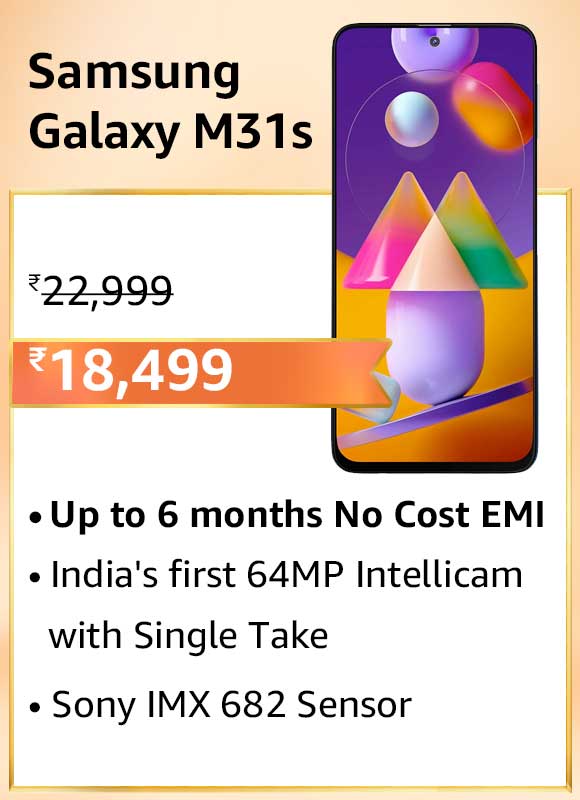 Samsung
Galaxy M31s
₹22,999
₹18,499
• Up to 6 months No Cost EMI
• India's first 64MP Intellicam
with Single Take
• Sony IMX 682 Sensor